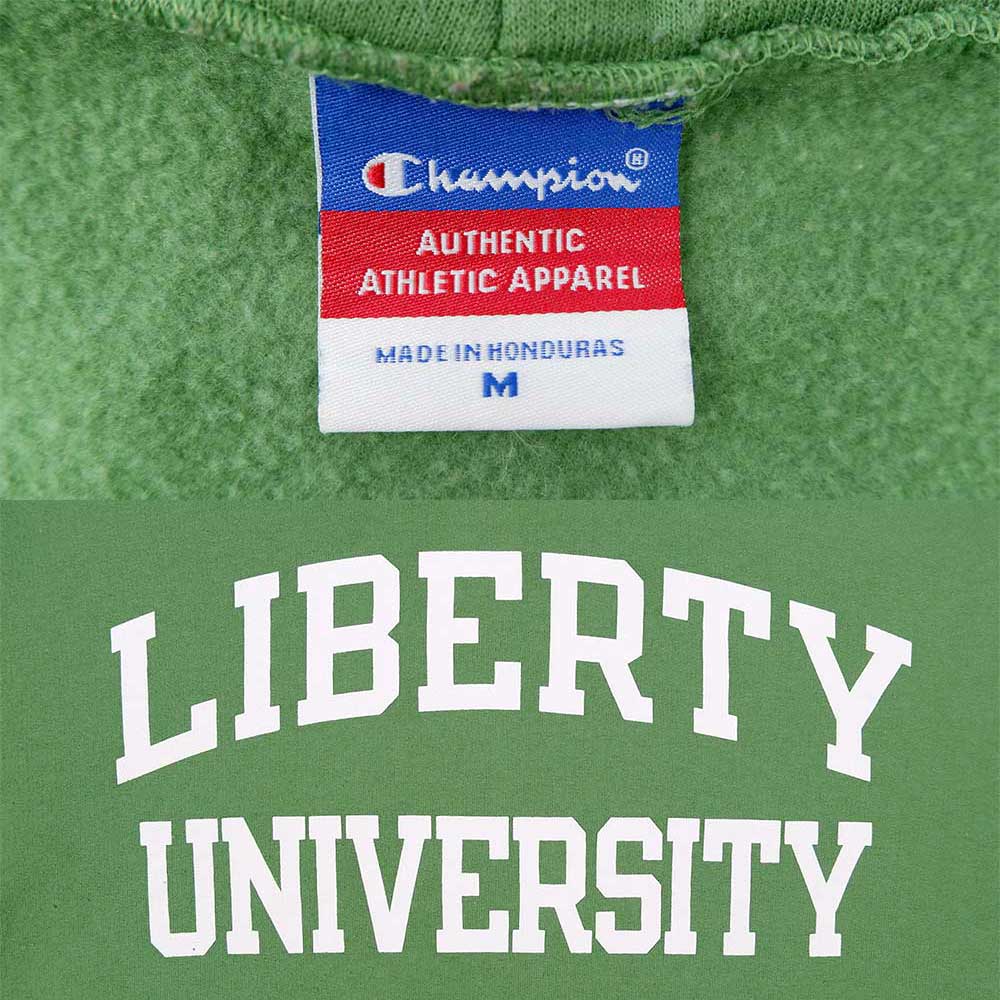 Champion®
AUTHENTIC
ATHLETIC APPAREL
MADE IN HONDURAS
M
LIBERTY
UNIVERSITY